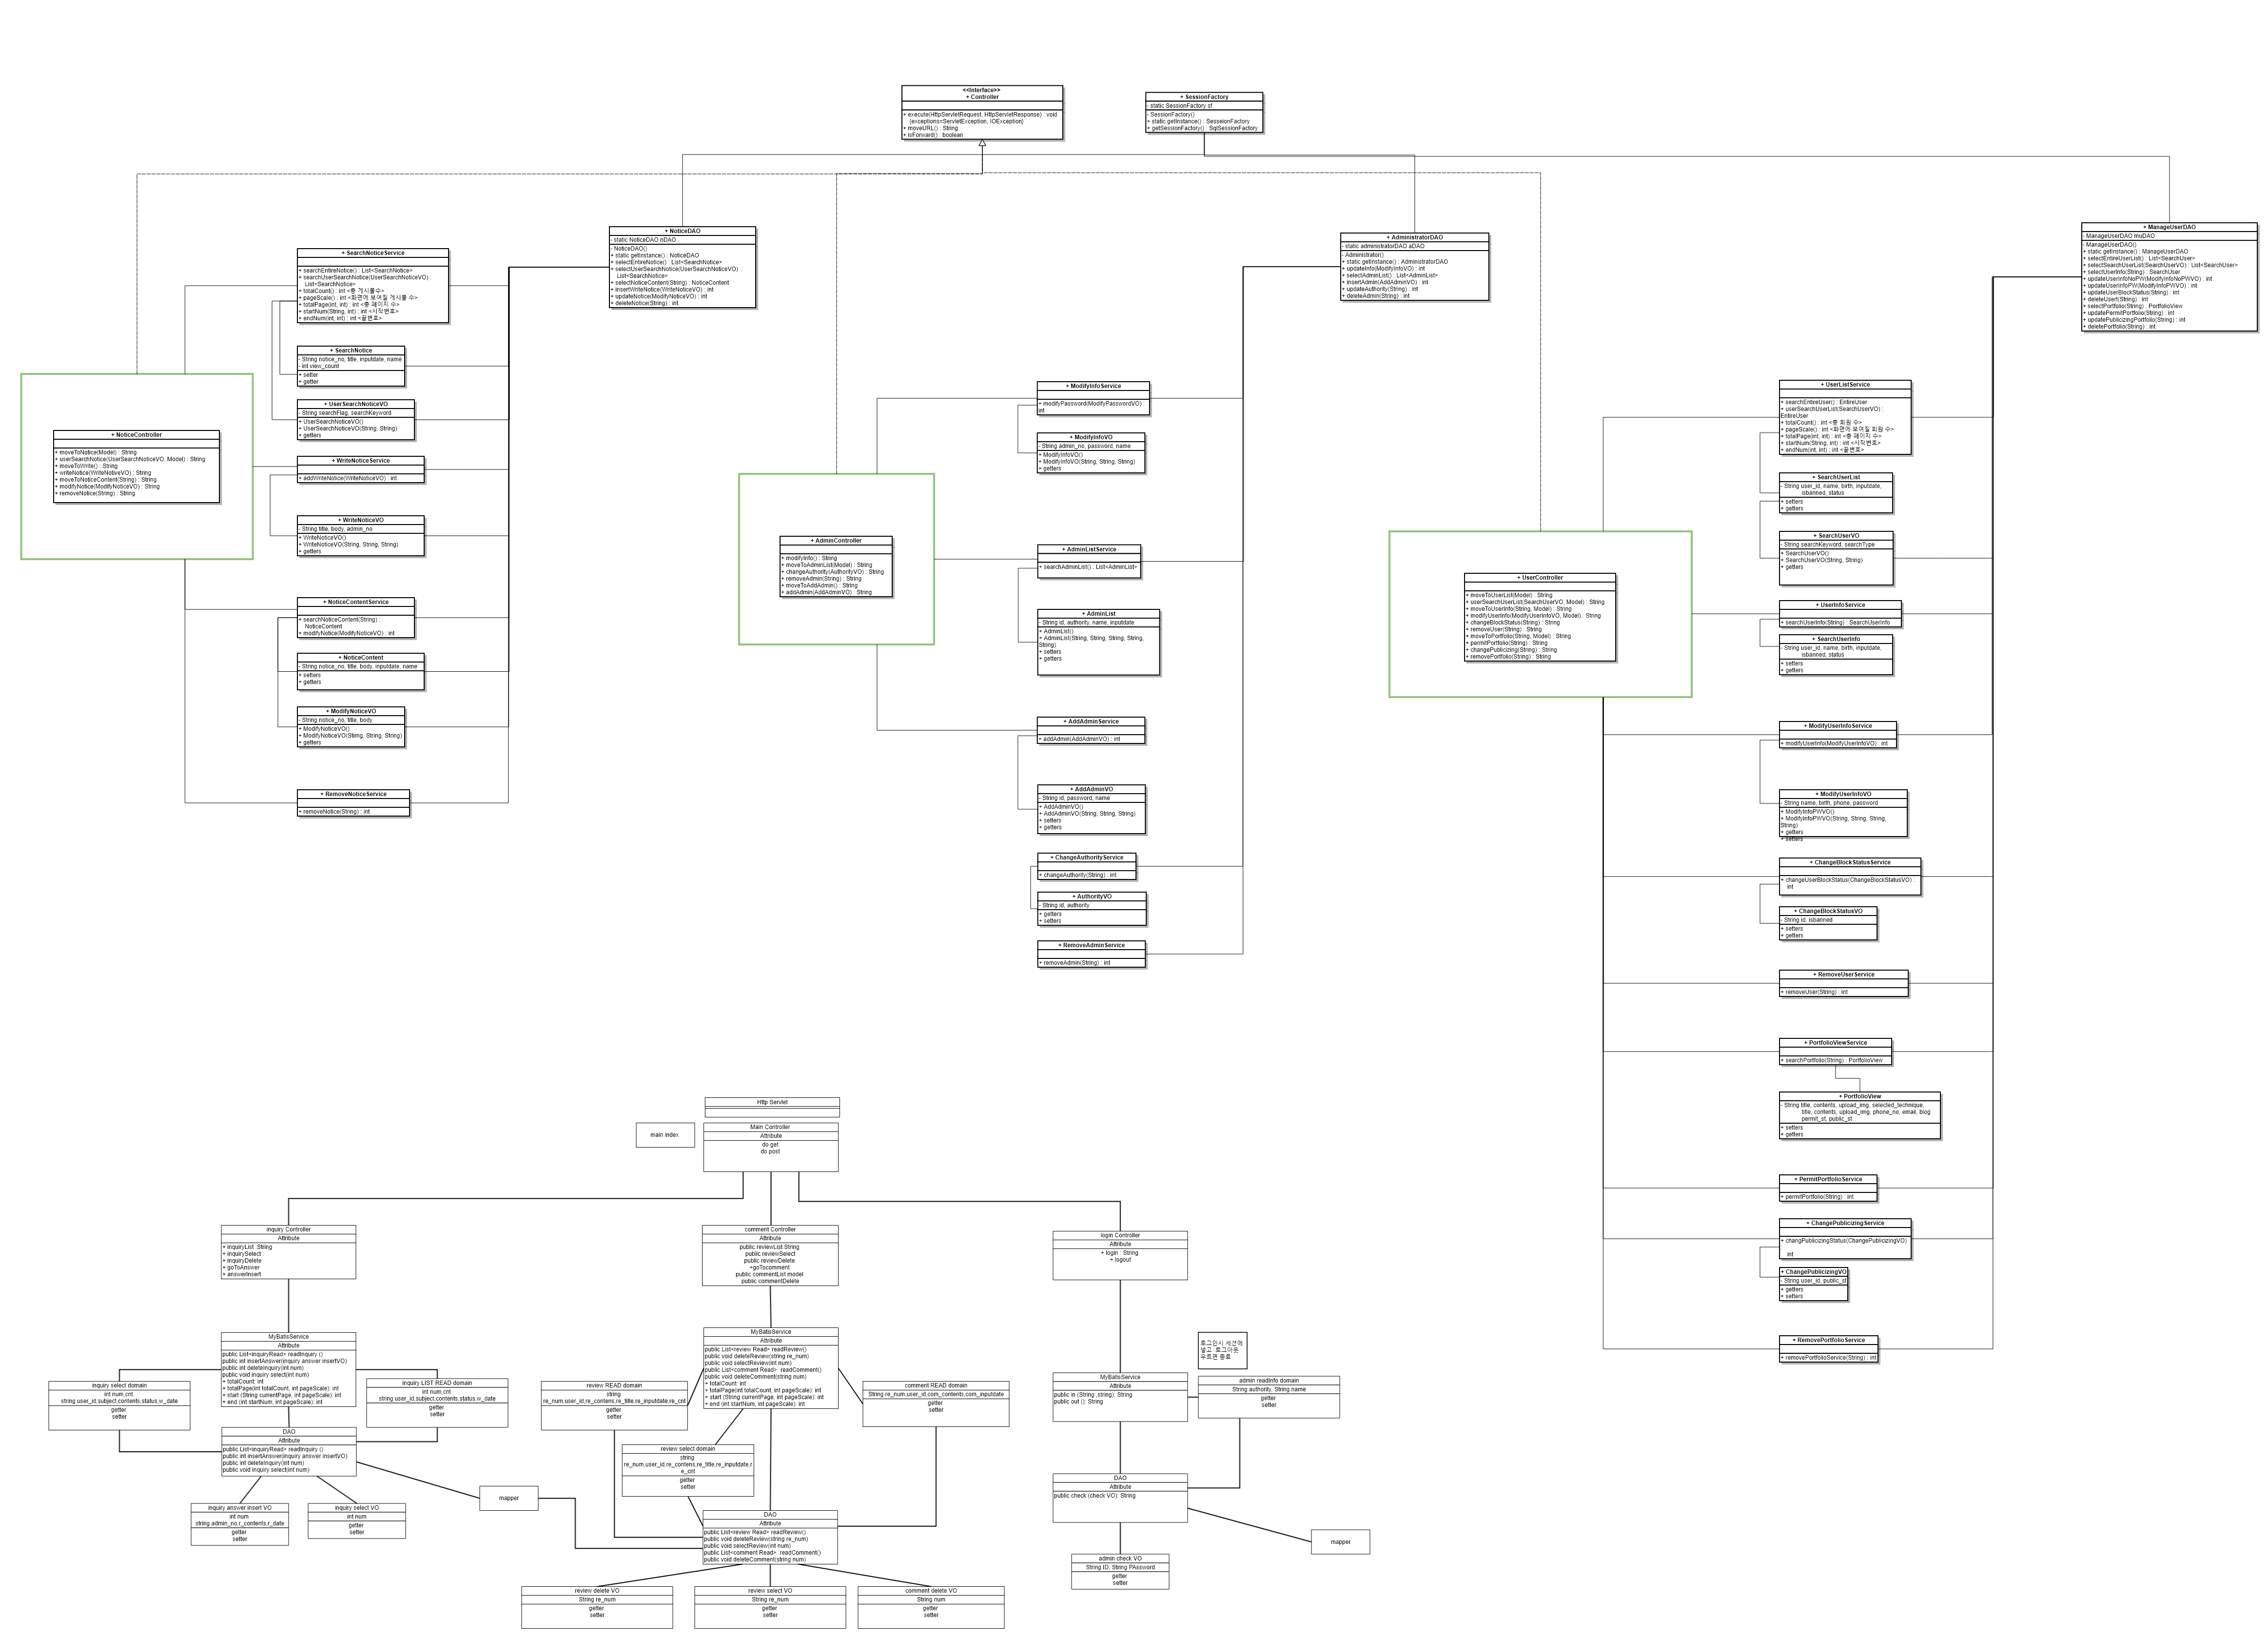 <<Interface>>
+ Controller
+ execute(HttpServletRequest, HttpServletResponse) : void
{exceptions=ServletException, IOException}
+ moveURL() : String
+ isForward() : boolean
+ SessionFactory
- static SessionFactory sf
- SessionFactory()
+ static getInstance() : SesseionFactory
+ getSessionFactory() : SqlSessionFactory
+ NoticeController
+ moveToNotice(Model) : String
+ userSearchNotice(UserSearchNoticeVO, Model) : String
+ moveToWrite() : String
+ writeNotice(WriteNotiveVO) : String
+ moveToNoticeContent(String) : String
+ modifyNotice(ModifyNoticeVO) : String
+ removeNotice(String) : String
+ SearchNoticeService
+ searchEntireNotice() : List<SearchNotice>
+ searchUserSearchNotice(UserSearchNoticeVO) :
List<SearchNotice>
+ totalCount() : int <총 게시물수>
+ pageScale() : int <화면에 보여질 게시물 수>
+ totalPage(int, int) : int <총 페이지 수>
+ startNum(String, int) : int <시작번호>
+ endNum(int, int) : int <끝번호>
+ SearchNotice
- String notice_no, title, inputdate, name
- int view_count
+ setter
+ getter
+ UserSearchNoticeVO
- String searchFlag, searchKeyword
+ UserSearchNoticeVO()
+ UserSearchNoticeVO(String, String)
+ getters
+ WriteNoticeService
+ addWriteNotice(WriteNoticeVO) : int
+ WriteNoticeVO
- String title, body, admin_no
+ WriteNoticeVO()
+ WriteNoticeVO(String, String, String)
+ getters
+ NoticeContentService
+ searchNoticeContent(String) :
NoticeContent
+ modifyNotice(ModifyNoticeVO) : int
+ NoticeContent
- String notice_no, title, body, inputdate, name
+ setters
+ getters
+ ModifyNoticeVO
- String notice_no, title, body
+ ModifyNoticeVO()
+ ModifyNoticeVO(Stiirng, String, String)
+ getters
+ RemoveNoticeService
+ removeNotice(String) : int
+ NoticeDAO
- static NoticeDAO nDAO
- NoticeDAO()
+ static getInstance() : NoticeDAO
+ selectEntireNotice() : List<SearchNotice>
+ selectUserSearchNotice(UserSearchNoticeVO) :
List<SearchNotice>
+ selectNoticeContent(String) : NoticeContent
+ insertWriteNotice(WriteNoticeVO) : int
+ updateNotice(ModifyNoticeVO) : int
+ deleteNotice(String) : int
+ AdminController
+ modifyInfo() : String
+ moveToAdminList(Model) : String
+ changeAuthority(AuthorityVO) : String
+ removeAdmin(String) : String
+ moveToAddAdmin() : String
+ addAdmin(AddAdminVO) : String
+ ModifyInfoService
+ modifyPassword(ModifyPasswordVO) :
int
+ ModifyInfoVO
- String admin_no, password, name
+ ModifyInfoVO()
+ ModifyInfoVO(String, String, String)
+ getters
+ AdminListService
+ searchAdminList() : List<AdminList>
+ AdminList
- String id, authority, name, inputdate
+ AdminList()
+ AdminList(String, String, String, String,
String)
+ setters
+ getters
+ AddAdminService
+ addAdmin(AddAdminVO) : int
+ AddAdminVO
- String id, password, name
+ AddAdminVO()
+ AddAdminVO(String, String, String)
+ setters
+ getters
+ ChangeAuthorityService
+ changeAuthority(String) : int
+ AuthorityVO
- String id, authority
+ getters
+ setters
+ RemoveAdminService
+ removeAdmin(String) : int
+ AdministratorDAO
- static administratorDAO aDAO
- Administrator()
+ static getInstance() : AdministratorDAO
+ updateInfo(ModifyInfoVO) : int
+ selectAdminList() : List<AdminList>
+ insertAdmin(AddAdminVO) : int
+ updateAuthority(String) : int
+ deleteAdmin(String) : int
+ UserController
+ moveToUserList(Model) : String
+ userSearchUserList(SearchUserVO, Model) : String
+ moveToUserInfo(String, Model) : String
+ modifyUserInfo(ModifyUserInfoVO, Model) : String
+ changeBlockStatus(String) : String
+ removeUser(String) : String
+ moveToPortfolio(String, Model) : String
+ permitPortfolio(String) : String
+ changePublicizing(String) : String
+ removePortfolio(String) : String
+ UserListService
+ searchEntireUser() : EntireUser
+ userSearchUserList(SearchUserVO) :
EntireUser
+ totalCount() : int <총 회원 수>
+ pageScale() : int <화면에 보여질 회원 수>
+ totalPage(int, int) : int <총 페이지 수>
+ startNum(String, int) : int <시작번호>
+ endNum(int, int) : int <끝번호>
+ SearchUserList
- String user_id, name, birth, inputdate,
isbanned, status
+ setters
+ getters
+ SearchUserVO
- String searchKeyword, searchType
+ SearchUserVO()
+ SearchUserVO(String, String)
+ getters
+ UserInfoService
+ searchUserInfo(String) : SearchUserInfo
+ SearchUserInfo
- String user_id, name, birth, inputdate,
isbanned, status
+ setters
+ getters
+ ModifyUserInfoService
+ modifyUserInfo(ModifyUserInfoVO) : int
+ ModifyUserInfoVO
- String name, birth, phone, password
+ ModifyInfoPWVO()
+ ModifyInfoPWVO(String, String, String,
String)
+ getters
+ setters
+ ChangeBlockStatusService
+ changeUserBlockStatus(ChangeBlockStatusVO) :
int
+ ChangeBlockStatusVO
- String id, isbanned
+ setters
+ getters
+ RemoveUserService
+ removeUser(String) : int
+ PortfolioViewService
+ searchPortfolio(String) : PortfolioView
+ PortfolioView
- String title, contents, upload_img, selected_technique,
title, contents, upload_img, phone_no, email, blog
permit_st, public_st
+ setters
+ getters
+ PermitPortfolioService
+ permitPortfolio(String) : int
+ ChangePublicizingService
+ changPublicizingStatus(ChangePublicizingVO)
int
+ ChangePublicizingVO
- String user_id, public_st
+ getters
+ setters
+ RemovePortfolioService
+ removePortfolioService(String) : int
+ ManageUserDAO
- ManageUserDAO muDAO
- ManageUserDAO()
+ static getInstance() : ManageUserDAO
+ selectEntireUserList() : List<SearchUser>
+ selectSearchUserList(SearchUserVO) : List<SearchUser>
+ selectUserInfo(String) : SearchUser
+ updateUserInfoNoPW(ModifyInfoNoPWVO) : int
+ updateUserInfoPW(ModifyInfoPWVO) : int
+ updateUserBlockStatus(String) : int
+ deleteUsert(String) : int
+ selectPortfolio(String) : PortfolioView
+ updatePermitPortfolio(String) : int
+ updatePublicizingPortfolio(String) : int
+ deletePortfolio(String) : int
Http Servlet
main index
Main Controller
Attribute
do get
do post
inquiry Controller
Attribute
+ inquiryList :String
+ inquirySelect :
+ inquiryDelete
+ goToAnswer
+ answerInsert
MyBatisService
Attribute
public List<inquiryRead> readInquiry ()
public int insertAnswer(inquiry answer insertVO)
public int deleteInquiry(int num)
public void inquiry select(int num)
+ totalCount: int
+ totalPage(int totalCount, int pageScale): int
+ start (String currentPage, int pageScale): int
+ end (int startNum, int pageScale): int
inquiry select domain
int num,cnt
string user_id,subject,contents,status,w_date
getter
setter
inquiry LIST READ domain
int num,cnt
string user_id,subject,contents,status,w_date
getter
setter
DAO
Attribute
public List<inquiryRead> readInquiry ()
public int insertAnswer(inquiry answer insertVO)
public int deleteInquiry(int num)
public void inquiry select(int num)
inquiry answer insert VO
int num
string admin_no,r_contents,r_date
getter
setter
inquiry select VO
int num
getter
setter
mapper
comment Controller
Attribute
public reviewList String
public reviewSelect
public reviewDelete
+goTocomment
public commentList model
public commentDelete
MyBatisService
Attribute
public List<review Read> readReview()
public void deleteReview(string re_num)
public void selectReview(int num)
public List<comment Read> readComment()
public void deleteComment(string num)
+ totalCount: int
+ totalPage(int totalCount, int pageScale): int
+ start (String currentPage, int pageScale): int
+ end (int startNum, int pageScale): int
review READ domain
string
re_num,user_id,re_contens,re_title,re_inputdate,re_cnt
getter
setter
comment READ domain
String re_num,user_id,com_contents,com_inputdate
getter
setter
review select domain
string
re_num,user_id,re_contens,re_title,re_inputdate,r
e_cnt
getter
setter
DAO
Attribute
public List<review Read> readReview()
public void deleteReview(string re_num)
public void selectReview(int num)
public List<comment Read> readComment()
public void deleteComment(string num)
review delete VO
String re_num
getter
setter
review select VO
String re_num
getter
setter
comment delete VO
String num
getter
setter
login Controller
Attribute
+ login : String
+ logout
로그인시 세션에
넣고 로그아웃
누르면 종료
MyBatisService
Attribute
public in (String ,string): String
public out (): String
admin readInfo domain
String authority, String name
getter
setter
DAO
Attribute
public check (check VO): String
mapper
admin check VO
String ID, String PAssword
getter
setter